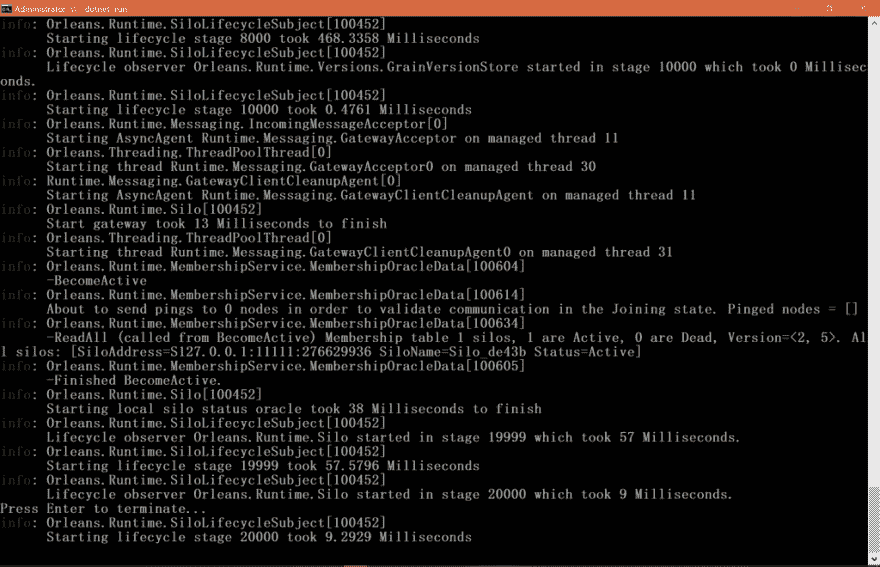 Administrator: \\ - dotnet run
info: Orleans.Runtime.SiloLifecycleSubject[100452]
Starting lifecycle stage 8000 took 468.3358 Milliseconds
info: Orleans.Runtime.SiloLifecycleSubject[100452]
Lifecycle observer Orleans.Runtime.Versions.GrainVersionStore started in stage 10000 which took 0 Millisec
onds.
info: Orleans.Runtime.SiloLifecycleSubject[100452]
Starting lifecycle stage 10000 took 0.4761 Milliseconds
info: Orleans.Runtime.Messaging.IncomingMessageAcceptor[0]
Starting AsyncAgent Runtime.Messaging.GatewayAcceptor on managed thread 11
info: Orleans.Threading.ThreadPoolThread[0]
Starting thread Runtime.Messaging.GatewayAcceptor0 on managed thread 30
info: Runtime.Messaging.GatewayClientCleanupAgent[0]
Starting AsyncAgent Runtime.Messaging.GatewayClientCleanupAgent on managed thread 11
info: Orleans.Runtime.Silo[100452]
Start gateway took 13 Milliseconds to finish
info: Orleans.Threading.ThreadPoolThread[0]
Starting thread Runtime.Messaging.GatewayClientCleanupAgent0 on managed thread 31
info: Orleans.Runtime.MembershipService.MembershipOracleData[100604]
-BecomeActive
info: Orleans.Runtime.MembershipService.MembershipOracleData[100614]
About to send pings to 0 nodes in order to validate communication in the Joining state. Pinged nodes = []
info: Orleans.Runtime.MembershipService.MembershipOracleData[100634]
-ReadAll (called from BecomeActive) Membership table 1 silos, 1 are Active, 0 are Dead, Version=<2, 5>. Al
l silos: [SiloAddress=S127.0.0.1:11111:276629936 SiloName=Silo_de43b Status=Active]
info: Orleans.Runtime.MembershipService.MembershipOracleData[100605]
-Finished BecomeActive.
info: Orleans.Runtime.Silo[100452]
Starting local silo status oracle took 38 Milliseconds to finish
info: Orleans.Runtime.SiloLifecycleSubject[100452]
Lifecycle observer Orleans.Runtime.Silo started in stage 19999 which took 57 Milliseconds.
info: Orleans.Runtime.SiloLifecycleSubject[100452]
Starting lifecycle stage 19999 took 57.5796 Milliseconds
info: Orleans.Runtime.SiloLifecycleSubject[100452]
Lifecycle observer Orleans.Runtime.Silo started in stage 20000 which took 9 Milliseconds.
Press Enter to terminate...
info: Orleans.Runtime.SiloLifecycleSubject[100452]
Starting lifecycle stage 20000 took 9.2929 Milliseconds